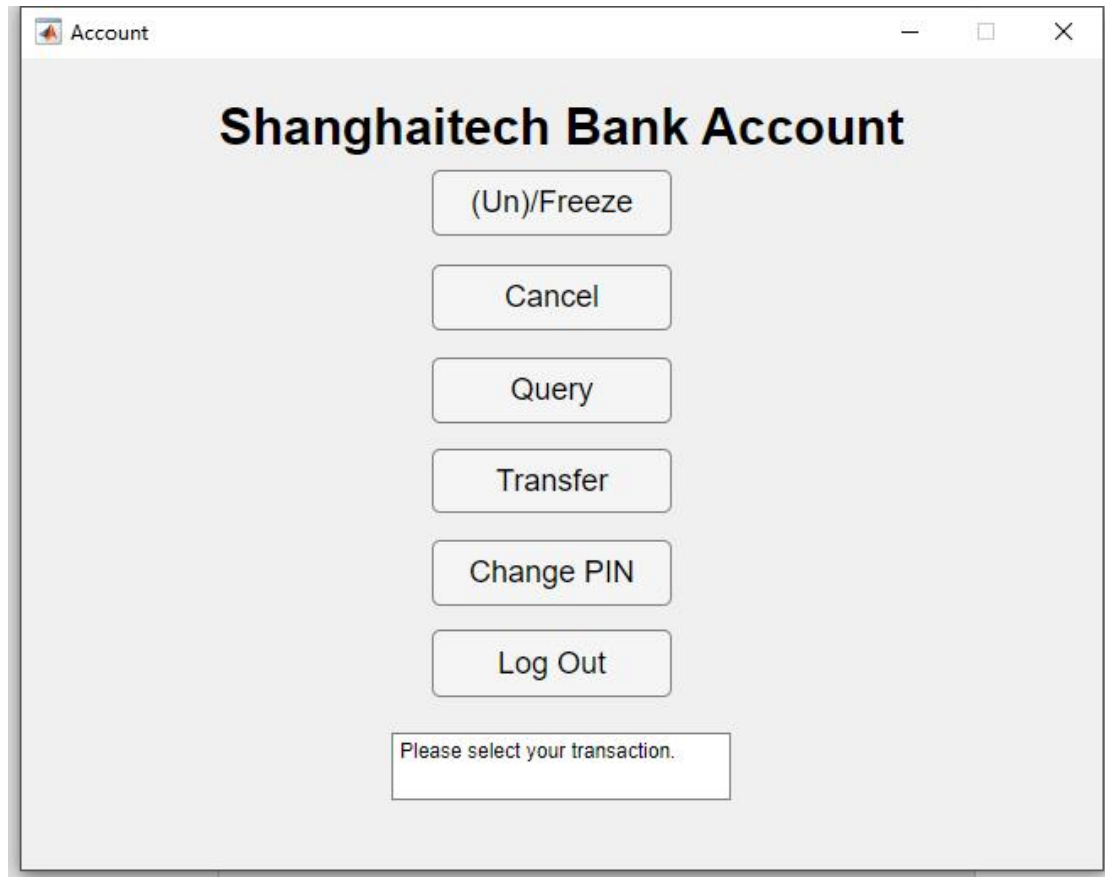 Account
Shanghaitech Bank Account
(Un)/Freeze
Cancel
Query
Transfer
Change PIN
Log Out
Please select your transaction.